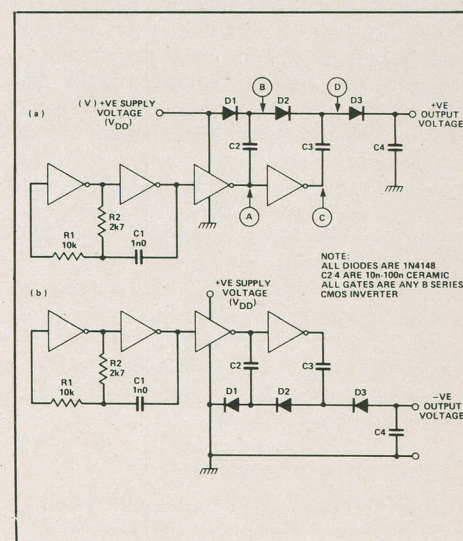 (a)
(V) +VE SUPPLY
VOLTAGE
(VDD)
D1
B
D2
D
D3
+VE
OUTPUT
VOLTAGE
C2
C3
C4
R2
2k7
R1
10k
C1
1n0
A
C
NOTE:
ALL DIODES ARE 1N4148
C2-4 ARE 10n-100n CERAMIC
ALL GATES ARE ANY B SERIES
CMOS INVERTER
(b)
+VE SUPPLY
VOLTAGE
(VDD)
R2
2k7
R1
10k
C1
1n0
C2
C3
D1
D2
D3
C4
-VE
OUTPUT
VOLTAGE